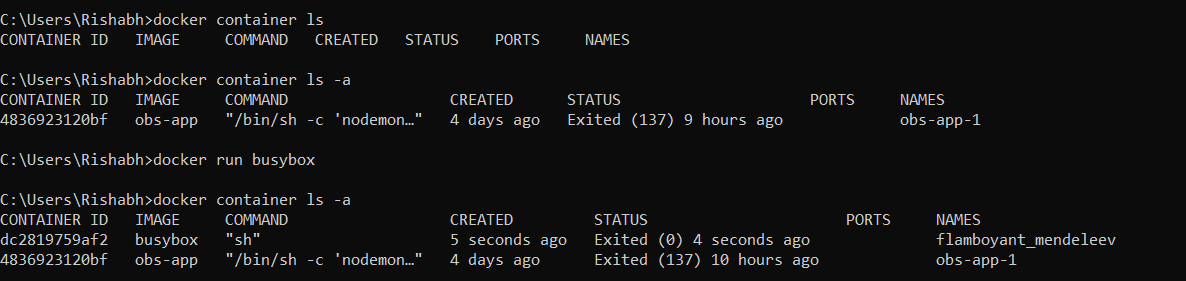 C:\Users\Rishabh>docker container ls
CONTAINER ID   IMAGE     COMMAND   CREATED   STATUS    PORTS     NAMES
C:\Users\Rishabh>docker container ls -a
CONTAINER ID   IMAGE     COMMAND                  CREATED      STATUS                     PORTS     NAMES
4836923120bf   obs-app   "/bin/sh -c 'nodemon…"   4 days ago   Exited (137) 9 hours ago             obs-app-1
C:\Users\Rishabh>docker run busybox
C:\Users\Rishabh>docker container ls -a
CONTAINER ID   IMAGE     COMMAND                  CREATED         STATUS                      PORTS     NAMES
dc2819759af2   busybox   "sh"                     5 seconds ago   Exited (0) 4 seconds ago              flamboyant_mendeleev
4836923120bf   obs-app   "/bin/sh -c 'nodemon…"   4 days ago      Exited (137) 10 hours ago             obs-app-1